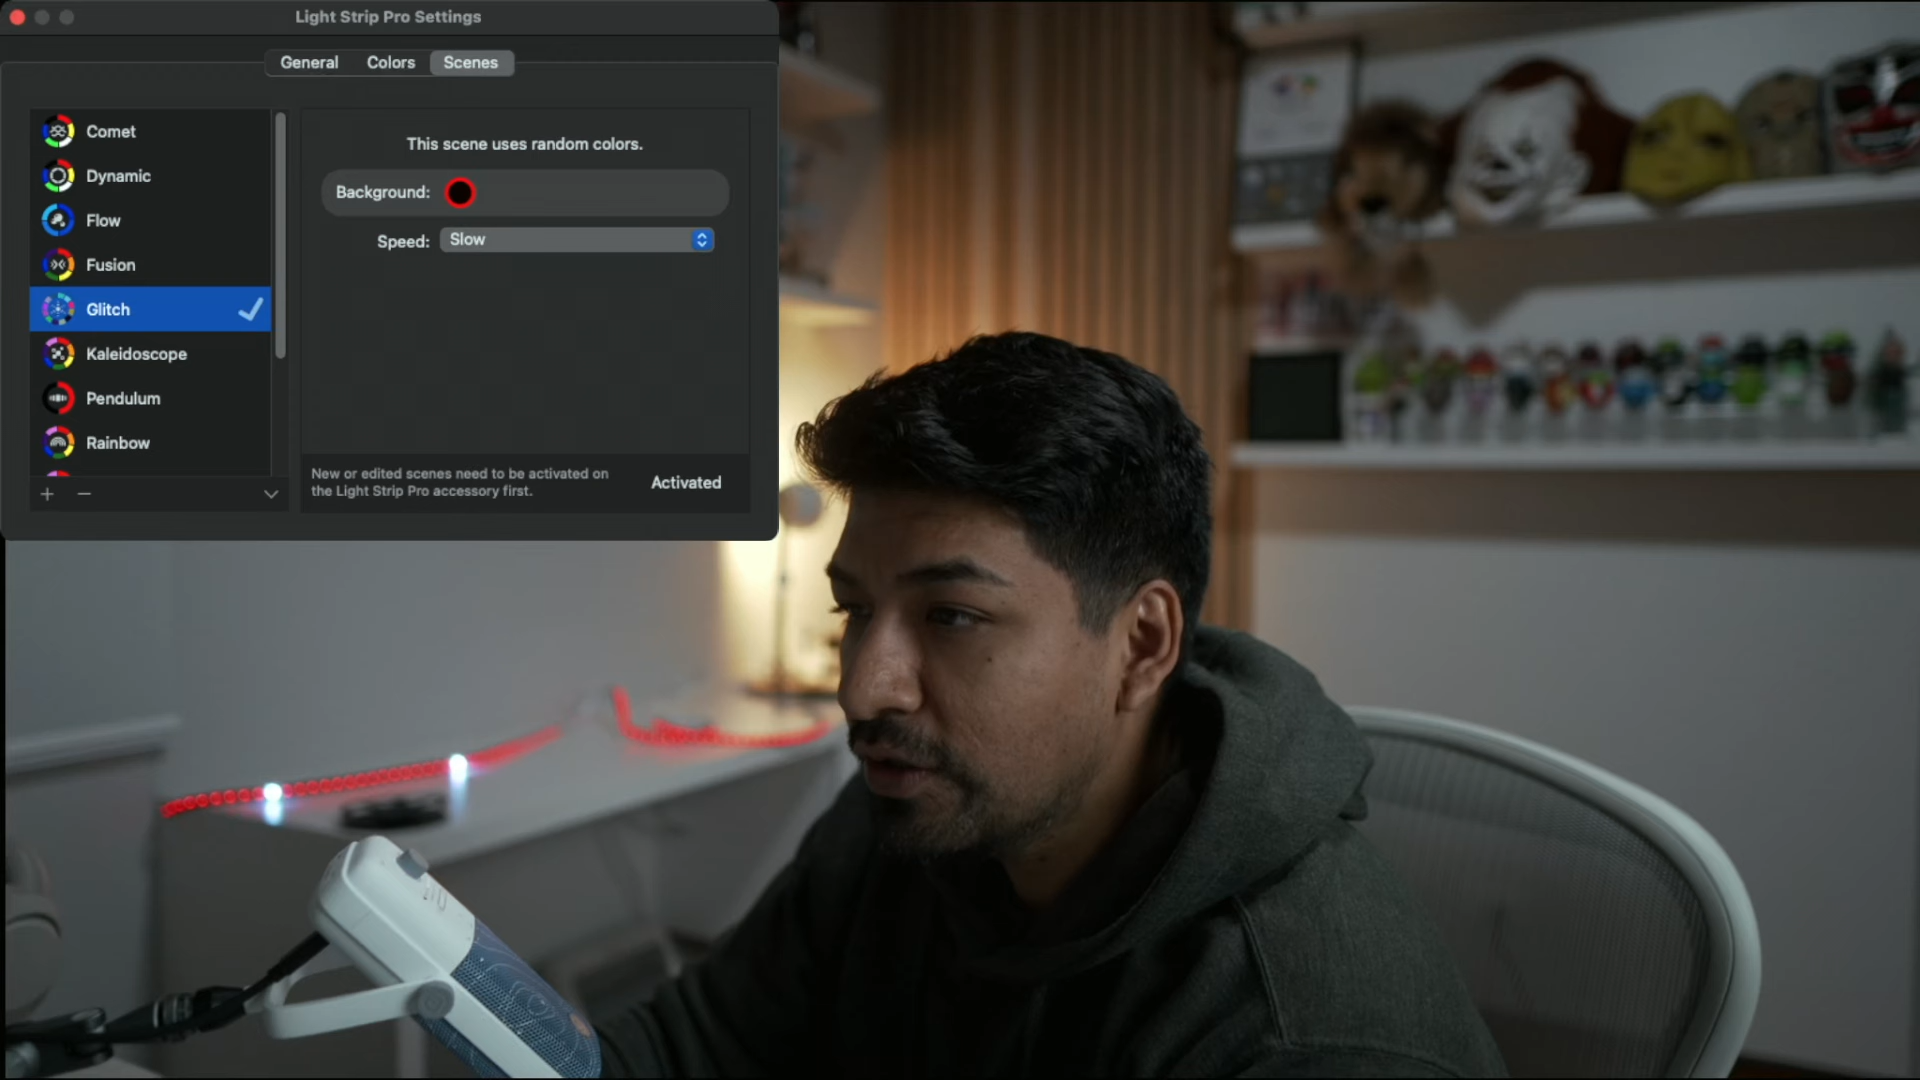 Light Strip Pro Settings
General Colors Scenes
Comet
Dynamic
Flow
Fusion
Glitch
Kaleidoscope
Pendulum
Rainbow
This scene uses random colors.
Background:
Speed: Slow
New or edited scenes need to be activated on
the Light Strip Pro accessory first.
Activated